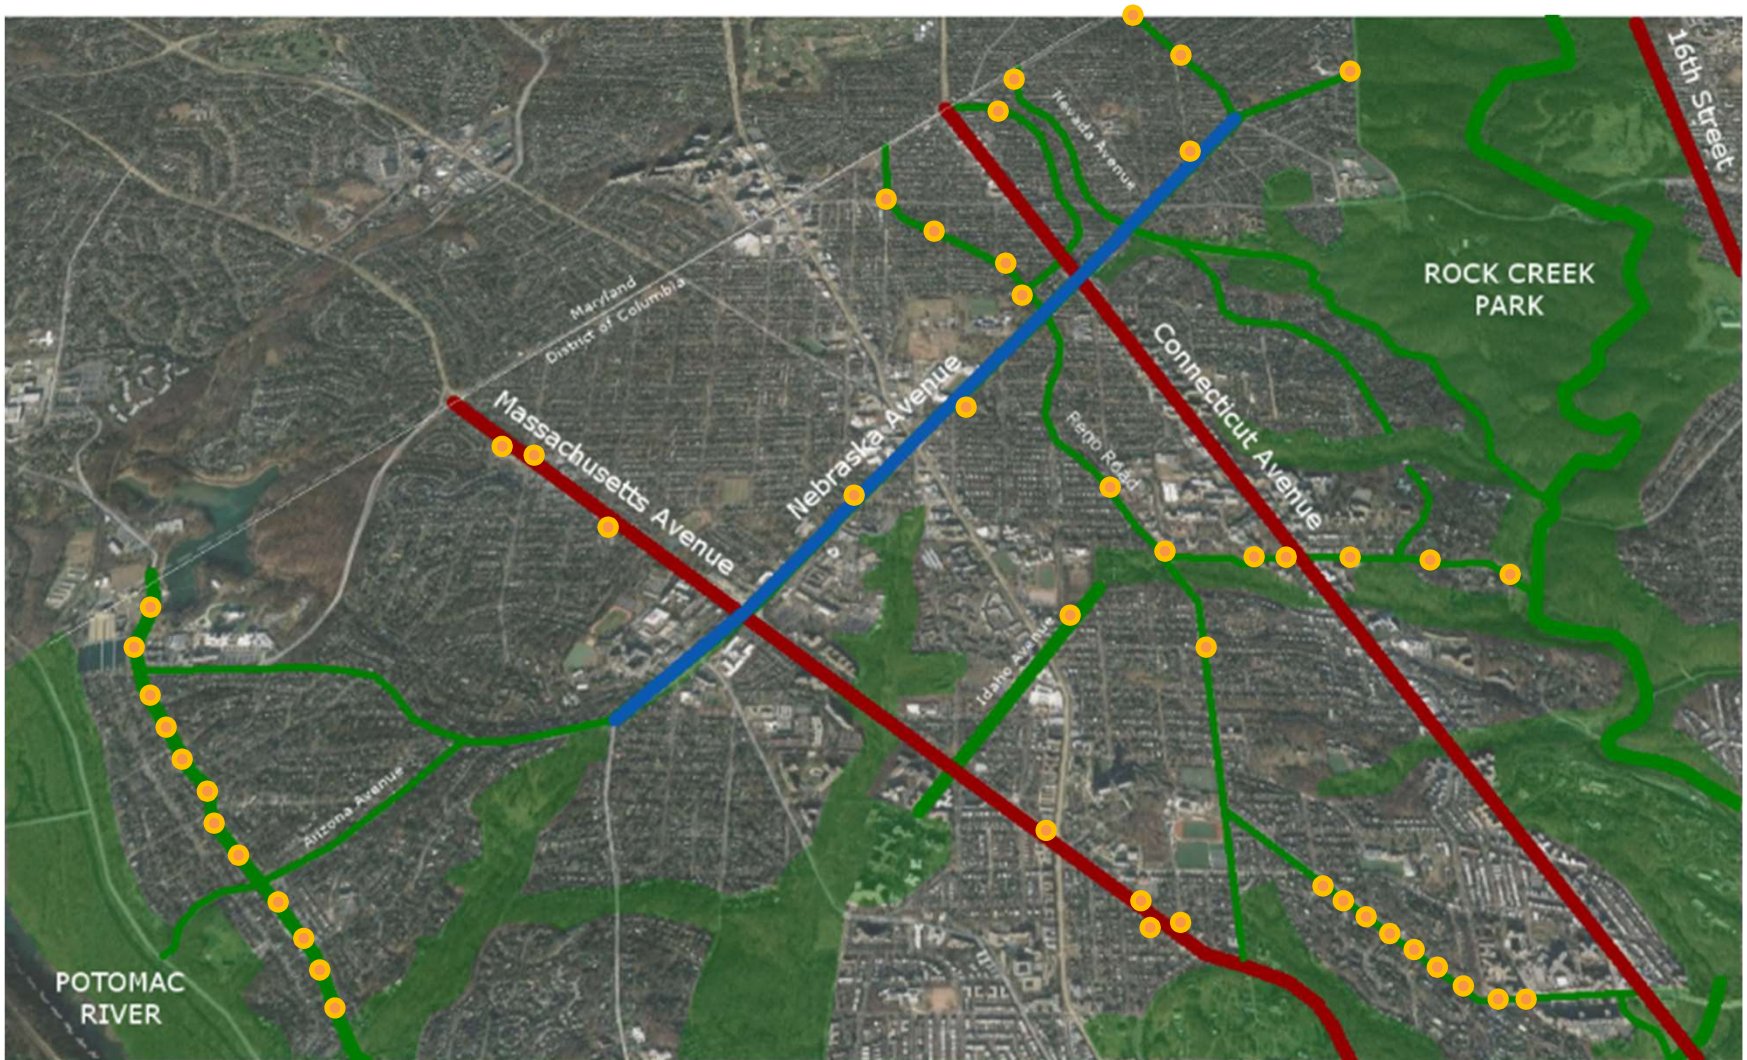 16th Street
Nevada Avenue
Maryland
District of Columbia
ROCK CREEK
PARK
Connecticut Avenue
Massachusetts Avenue
Nebraska Avenue
Reno Road
Idaho Avenue
Arizona Avenue
POTOMAC
RIVER